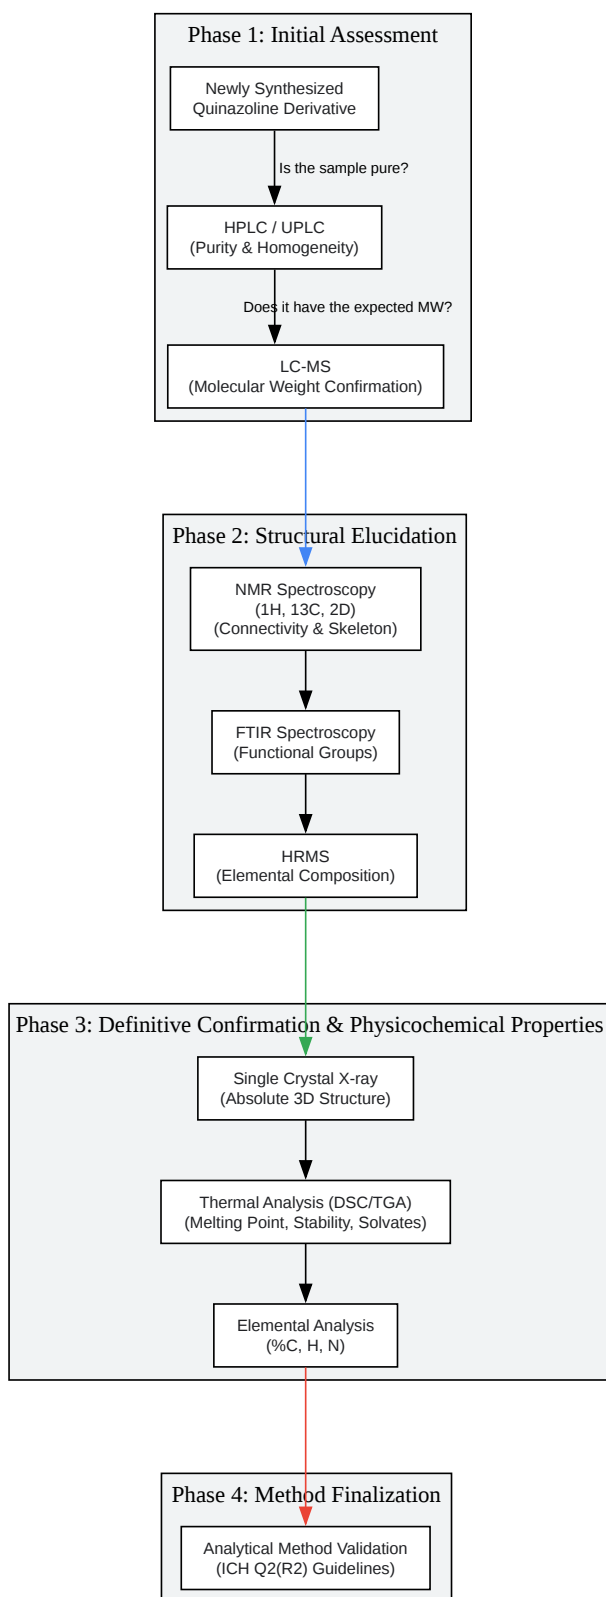 Phase 1: Initial Assessment
Newly Synthesized
Quinazoline Derivative
Is the sample pure?
HPLC / UPLC
(Purity & Homogeneity)
Does it have the expected MW?
LC-MS
(Molecular Weight Confirmation)
Phase 2: Structural Elucidation
NMR Spectroscopy
(1H, 13C, 2D)
(Connectivity & Skeleton)
FTIR Spectroscopy
(Functional Groups)
HRMS
(Elemental Composition)
Phase 3: Definitive Confirmation & Physicochemical Properties
Single Crystal X-ray
(Absolute 3D Structure)
Thermal Analysis (DSC/TGA)
(Melting Point, Stability, Solvates)
Elemental Analysis
(%C, H, N)
Phase 4: Method Finalization
Analytical Method Validation
(ICH Q2(R2) Guidelines)